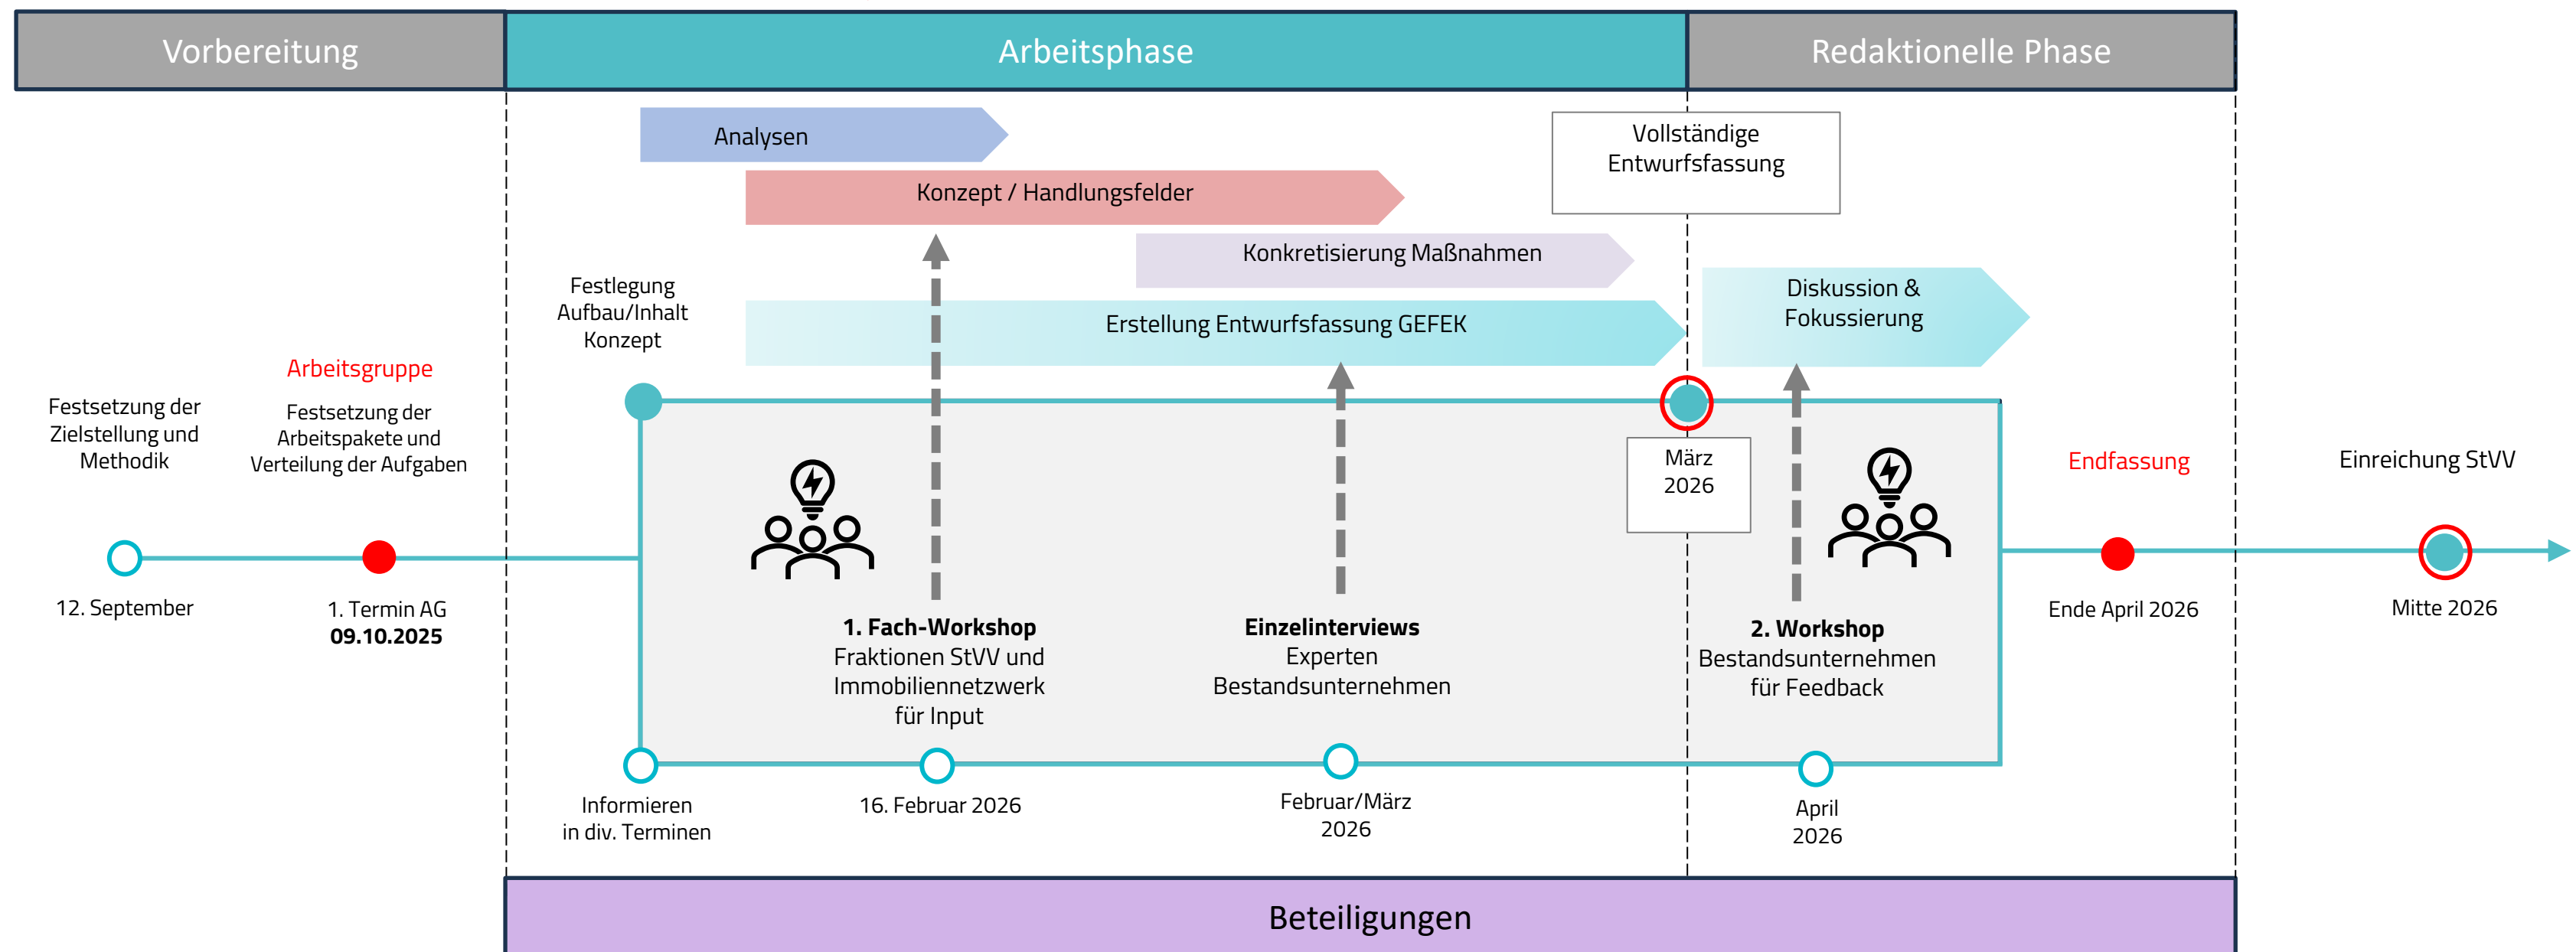 Vorbereitung
Arbeitsphase
Redaktionelle Phase
Analysen
Konzept / Handlungsfelder
Konkretisierung Maßnahmen
Erstellung Entwurfsfassung GEFEK
Vollständige
Entwurfsfassung
Diskussion &
Fokussierung
Festsetzung der
Zielstellung und
Methodik
12. September
Arbeitsgruppe
Festsetzung der
Arbeitspakete und
Verteilung der Aufgaben
1. Termin AG
09.10.2025
Festlegung
Aufbau/Inhalt
Konzept
Informieren
in div. Terminen
1. Fach-Workshop
Fraktionen StVV und
Immobiliennetzwerk
für Input
16. Februar 2026
Einzelinterviews
Experten
Bestandsunternehmen
Februar/März
2026
März
2026
2. Workshop
Bestandsunternehmen
für Feedback
April
2026
Endfassung
Ende April 2026
Einreichung StVV
Mitte 2026
Beteiligungen